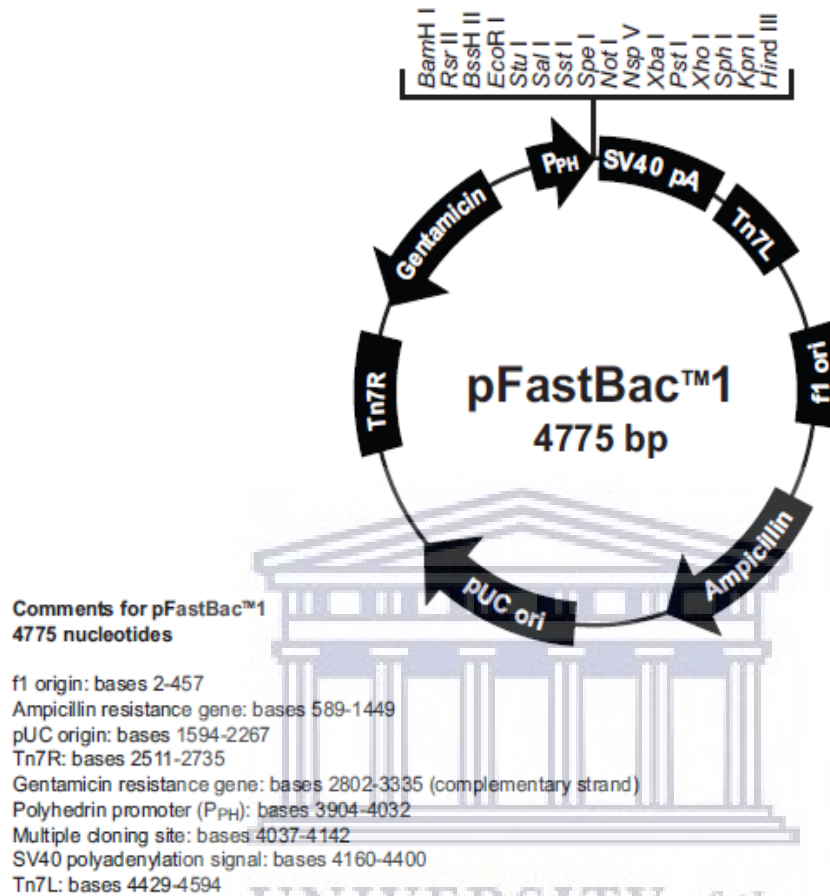 BamH I
Rsr II
BssH II
EcoR I
Stu I
Sal I
Sst I
Spe I
Not I
Nsp V
Xba I
Pst I
Xho I
Sph I
Kpn I
Hind III
PPH
SV40 pA
Tn7L
f1 ori
Ampicillin
pUC ori
Tn7R
Gentamicin
pFastBac™1
4775 bp
Comments for pFastBac™1
4775 nucleotides
f1 origin: bases 2-457
Ampicillin resistance gene: bases 589-1449
pUC origin: bases 1594-2267
Tn7R: bases 2511-2735
Gentamicin resistance gene: bases 2802-3335 (complementary strand)
Polyhedrin promoter (PPH): bases 3904-4032
Multiple cloning site: bases 4037-4142
SV40 polyadenylation signal: bases 4160-4400
Tn7L: bases 4429-4594